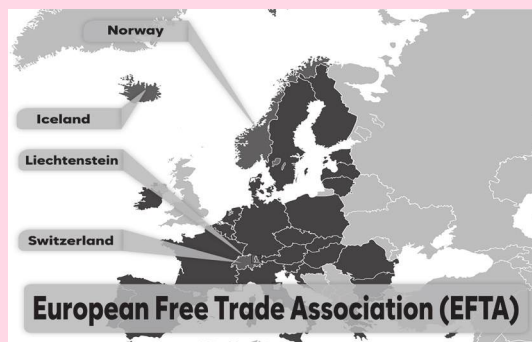 Norway
Iceland
Liechtenstein
Switzerland
European Free Trade Association (EFTA)